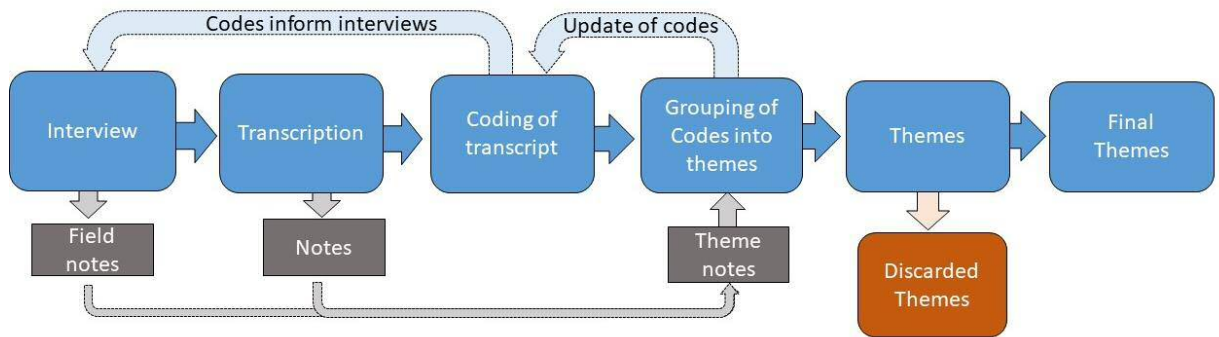 Codes inform interviews
Update of codes
Interview
Transcription
Coding of
transcript
Grouping of
Codes into
themes
Themes
Final
Themes
Field
notes
Notes
Theme
notes
Discarded
Themes